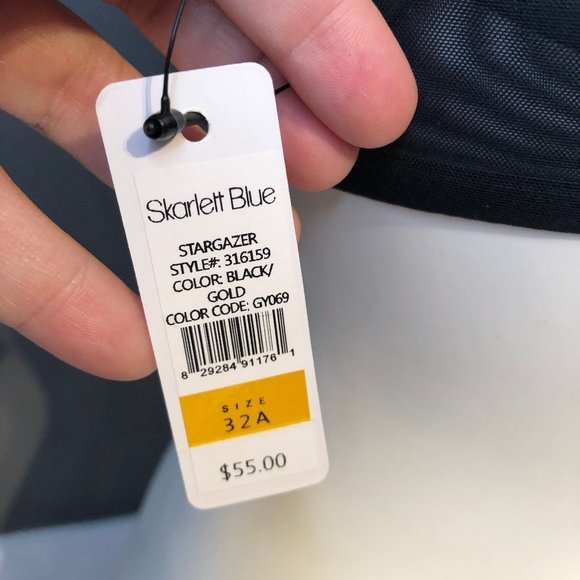 Skarlett Blue
STARGAZER
STYLE#: 316159
COLOR: BLACK/
GOLD
COLOR CODE: GY069
8 29284 91176 1
SIZE
32A
$55.00